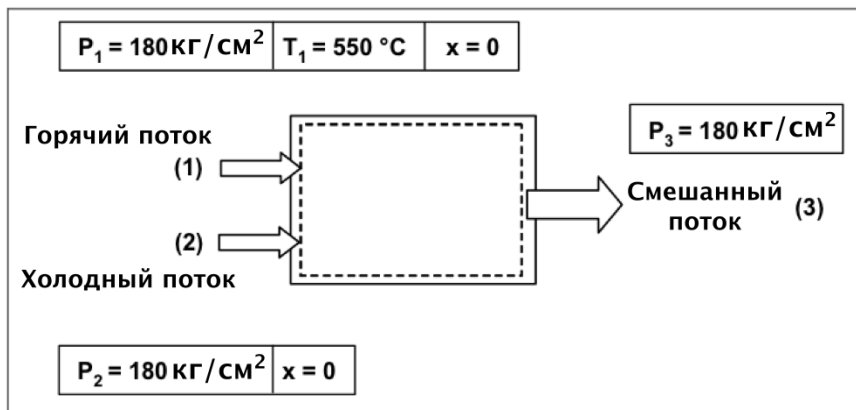 P₁ = 180 кг/см² T₁ = 550 °C x = 0
P₃ = 180 кг/см²
Горячий поток
(1)
Смешанный
поток (3)
(2)
Холодный поток
P₂ = 180 кг/см² x = 0